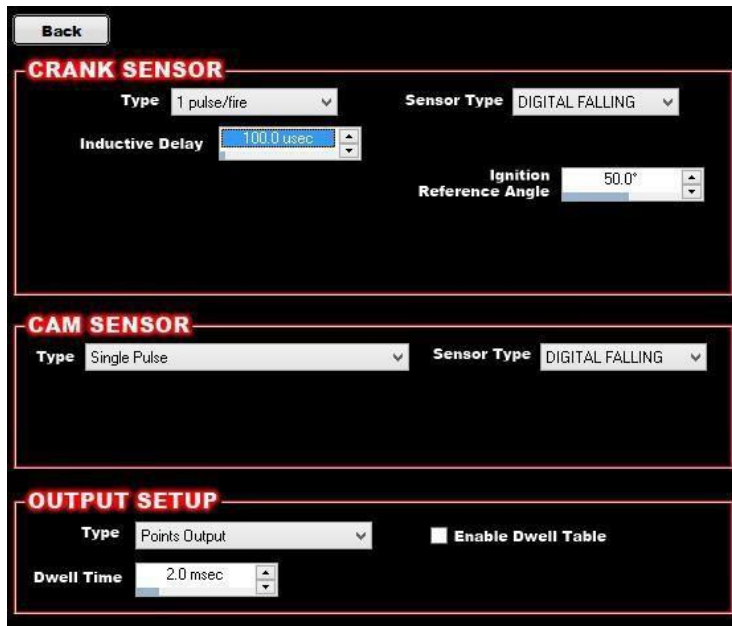 Back
CRANK SENSOR
Type 1 pulse/fire Sensor Type DIGITAL FALLING
Inductive Delay 100.0 usec
Ignition
Reference Angle 50.0°
CAM SENSOR
Type Single Pulse Sensor Type DIGITAL FALLING
OUTPUT SETUP
Type Points Output Enable Dwell Table
Dwell Time 2.0 msec